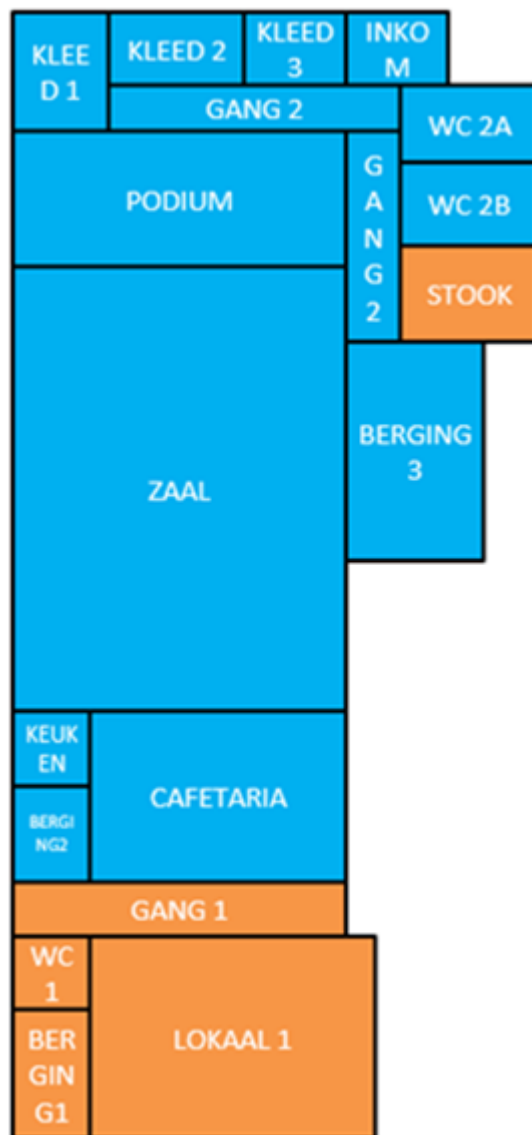 KLEE
D 1
KLEED 2
KLEED
3
INKO
M
GANG 2
WC 2A
PODIUM
G
A
N
G
2
WC 2B
STOOK
BERGING
3
ZAAL
KEUK
EN
CAFETARIA
BERGI
NG2
GANG 1
WC
1
LOKAAL 1
BER
GIN
G1